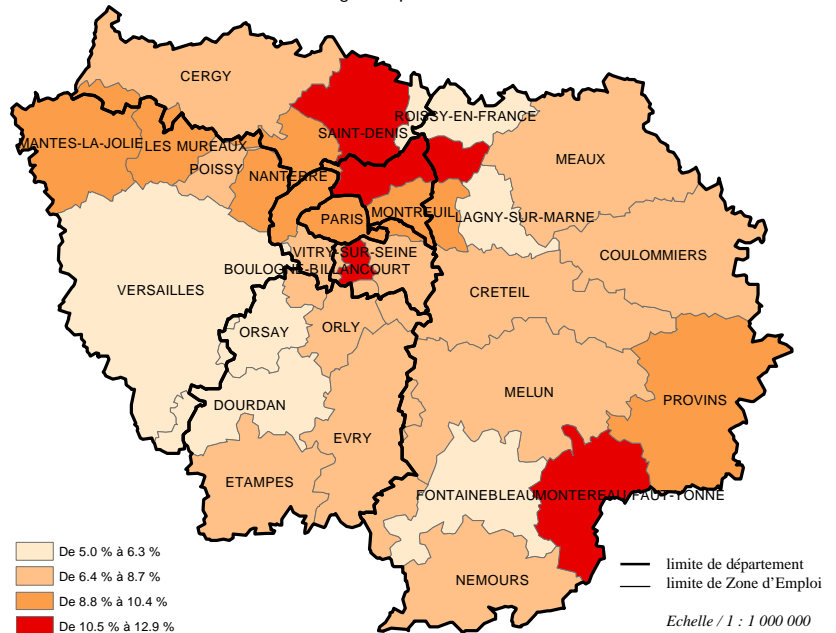 CERGY
ROISSY-EN-FRANCE
SAINT-DENIS
MANTES-LA-JOLIE
LES MUREAUX
POISSY
MEAUX
NANTERRE
PARIS
MONTREUIL
LAGNY-SUR-MARNE
VITRY-SUR-SEINE
COULOMMIERS
BOULOGNE-BILLANCOURT
VERSAILLES
CRETEIL
ORSAY
ORLY
MELUN
PROVINS
DOURDAN
EVRY
ETAMPES
FONTAINEBLEAU
MONTEREAU-FAUT-YONNE
NEMOURS
De 5.0 % à 6.3 %
De 6.4 % à 8.7 %
De 8.8 % à 10.4 %
De 10.5 % à 12.9 %
limite de département
limite de Zone d'Emploi
Echelle / 1 : 1 000 000